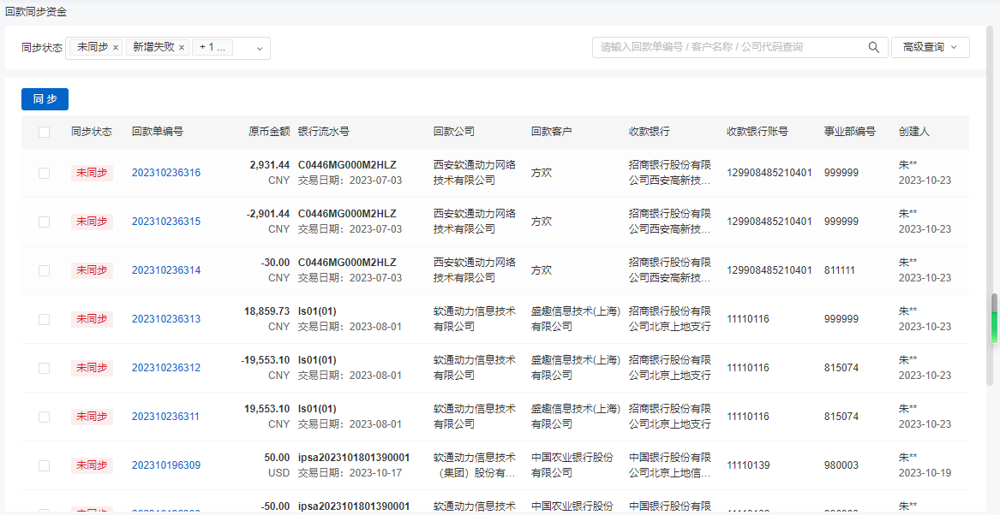 回款同步资金
同步状态 未同步 × 新增失败 × + 1 ... 请输入回款单编号 / 客户名称 / 公司代码查询 高级查询
同 步
同步状态 回款单编号 原币金额 银行流水号 回款公司 回款客户 收款银行 收款银行账号 事业部编号 创建人
未同步 202310236316 2,931.44 CNY C0446MG000M2HLZ 交易日期：2023-07-03 西安软通动力网络技术有限公司 方欢 招商银行股份有限公司西安高新技... 129908485210401 999999 朱** 2023-10-23
未同步 202310236315 -2,901.44 CNY C0446MG000M2HLZ 交易日期：2023-07-03 西安软通动力网络技术有限公司 方欢 招商银行股份有限公司西安高新技... 129908485210401 999999 朱** 2023-10-23
未同步 202310236314 -30.00 CNY C0446MG000M2HLZ 交易日期：2023-07-03 西安软通动力网络技术有限公司 方欢 招商银行股份有限公司西安高新技... 129908485210401 811111 朱** 2023-10-23
未同步 202310236313 18,859.73 CNY ls01(01) 交易日期：2023-08-01 软通动力信息技术有限公司 盛趣信息技术(上海)有限公司 招商银行股份有限公司北京上地支行 11110116 999999 朱** 2023-10-23
未同步 202310236312 -19,553.10 CNY ls01(01) 交易日期：2023-08-01 软通动力信息技术有限公司 盛趣信息技术(上海)有限公司 招商银行股份有限公司北京上地支行 11110116 815074 朱** 2023-10-23
未同步 202310236311 19,553.10 CNY ls01(01) 交易日期：2023-08-01 软通动力信息技术有限公司 盛趣信息技术(上海)有限公司 招商银行股份有限公司北京上地支行 11110116 815074 朱** 2023-10-23
未同步 202310196309 50.00 USD ipsa2023101801390001 交易日期：2023-10-17 软通动力信息技术（集团）股份有... 中国农业银行股份有限公司 中国银行股份有限公司北京上地信... 11110139 980003 朱** 2023-10-19
-50.00 ipsa2023101801390001 软通动力信息技术 中国农业银行股份 中国银行股份有限 朱**